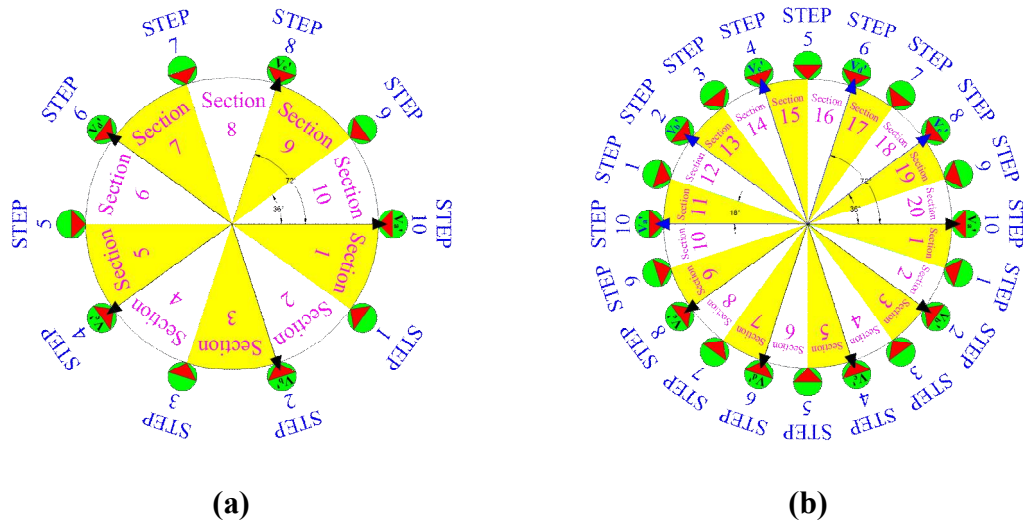 STEP 7
STEP 8
STEP 9
STEP 10
STEP 1
STEP 2
STEP 3
STEP 4
STEP 5
STEP 6
Section 8
Section 9
Section 10
Section 1
Section 2
Section 3
Section 4
Section 5
Section 6
Section 7
72°
36°
(a)
STEP 5
STEP 6
STEP 7
STEP 8
STEP 9
STEP 10
STEP 1
STEP 2
STEP 3
STEP 4
STEP 5
STEP 6
STEP 7
STEP 8
STEP 9
STEP 10
STEP 1
STEP 2
STEP 3
STEP 4
Section 16
Section 17
Section 18
Section 19
Section 20
Section 1
Section 2
Section 3
Section 4
Section 5
Section 6
Section 7
Section 8
Section 9
Section 10
Section 11
Section 12
Section 13
Section 14
Section 15
72°
36°
18°
(b)